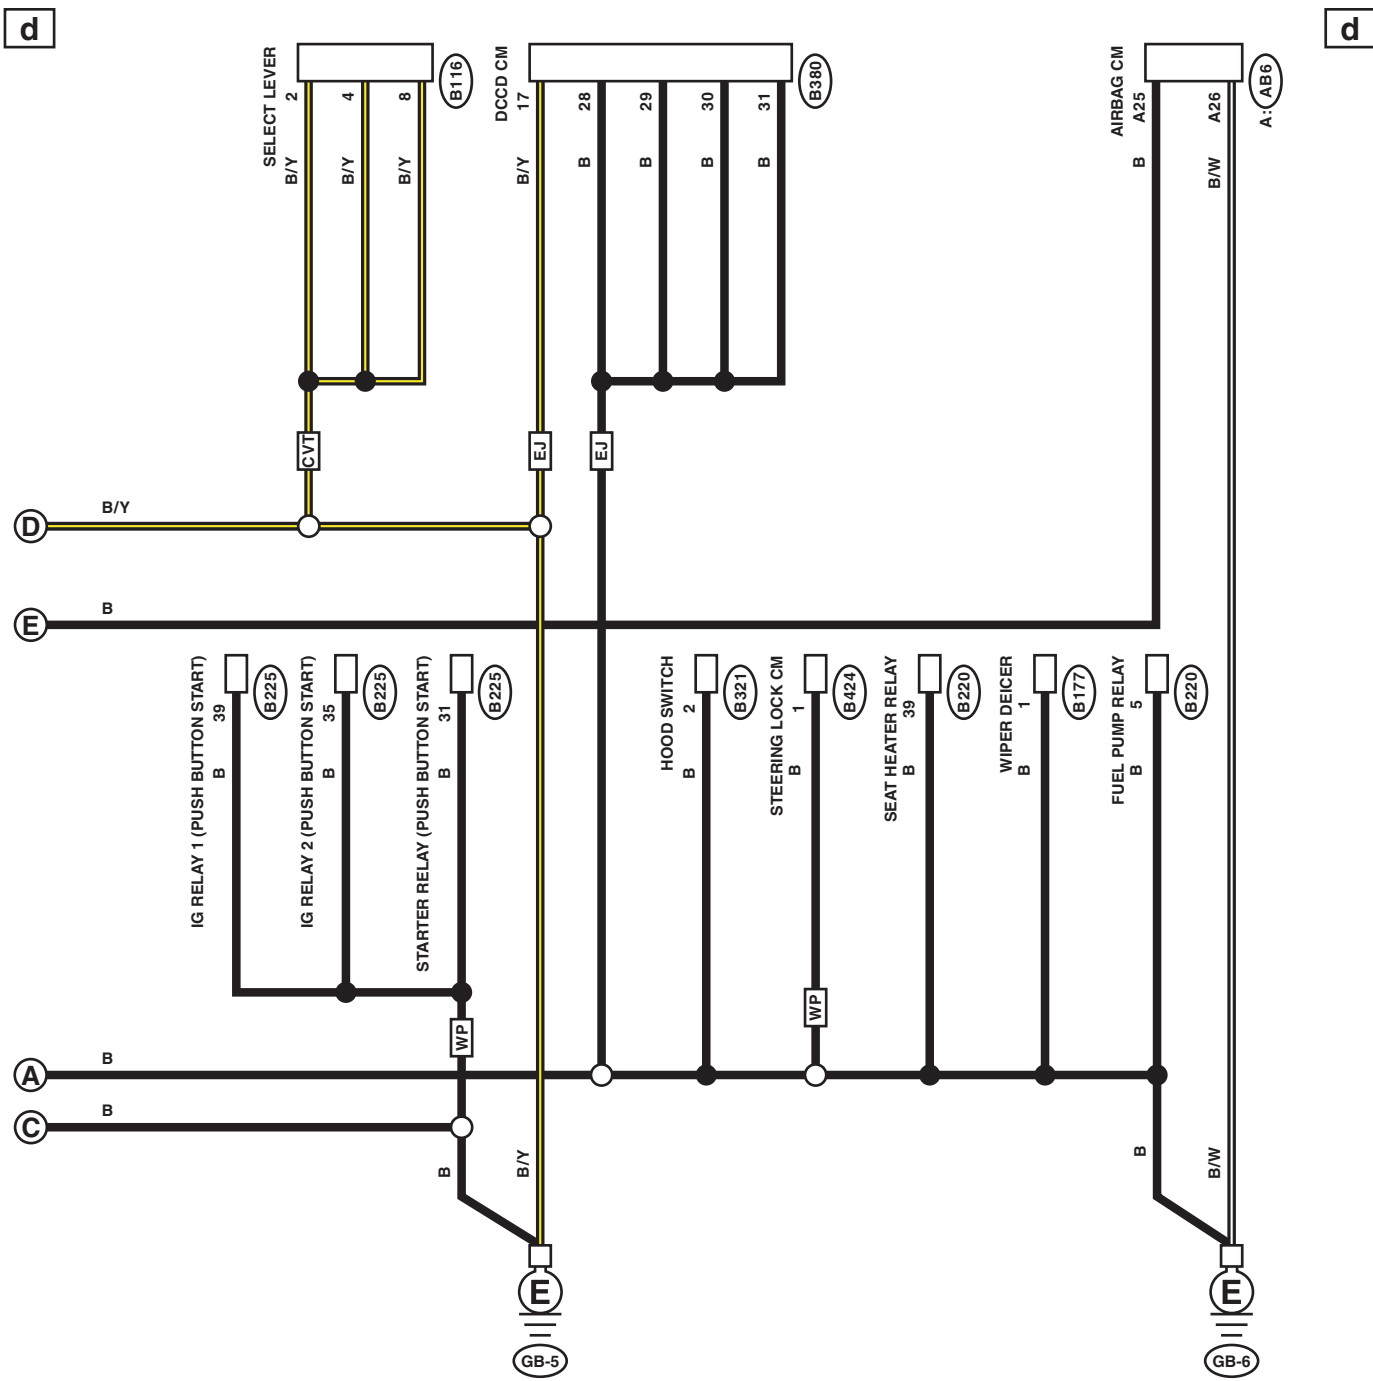 d
d
SELECT LEVER
2
4
8
B116
B/Y
B/Y
B/Y
DCCD CM
17
28
29
30
31
B380
B/Y
B
B
B
B
AIRBAG CM
A25
A26
A: AB6
B
B/W
CVT
EJ
EJ
D
B/Y
E
B
IG RELAY 1 (PUSH BUTTON START)
39
B
B225
IG RELAY 2 (PUSH BUTTON START)
35
B
B225
STARTER RELAY (PUSH BUTTON START)
31
B
B225
HOOD SWITCH
2
B
B321
STEERING LOCK CM
1
B
B424
SEAT HEATER RELAY
39
B
B220
WIPER DEICER
1
B
B177
FUEL PUMP RELAY
5
B
B220
WP
WP
A
B
C
B
B
B/Y
B
B/W
E
E
GB-5
GB-6